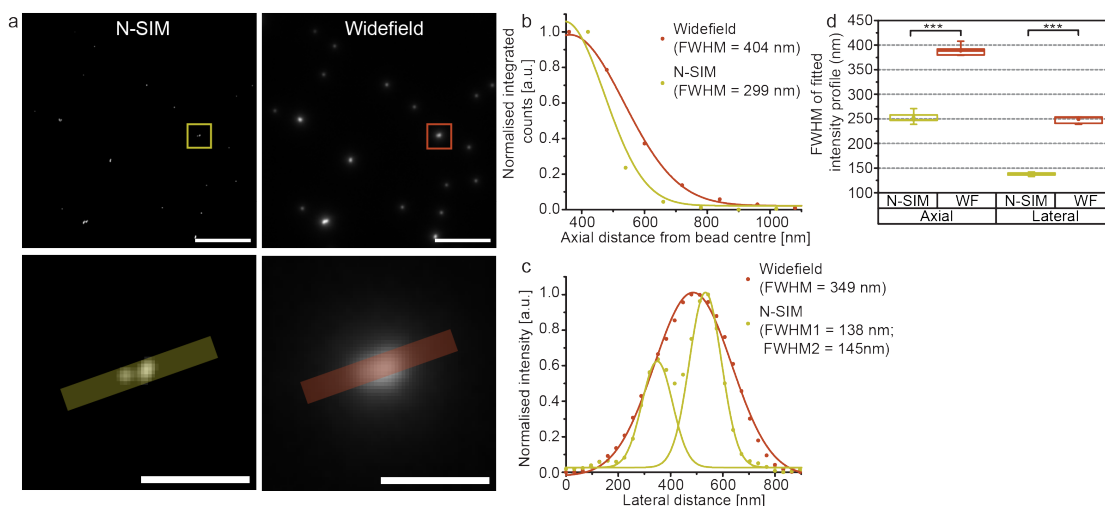 a
N-SIM
Widefield
b
Normalised integrated
counts [a.u.]
1.0
0.8
0.6
0.4
0.2
0.0
400
600
800
1000
Axial distance from bead centre [nm]
Widefield
(FWHM = 404 nm)
N-SIM
(FWHM = 299 nm)
c
Normalised intensity [a.u.]
1.0
0.8
0.6
0.4
0.2
0.0
0
200
400
600
800
Lateral distance [nm]
Widefield
(FWHM = 349 nm)
N-SIM
(FWHM1 = 138 nm;
FWHM2 = 145nm)
d
FWHM of fitted
intensity profile (nm)
450
400
350
300
250
200
150
100
***
***
N-SIM
WF
N-SIM
WF
Axial
Lateral